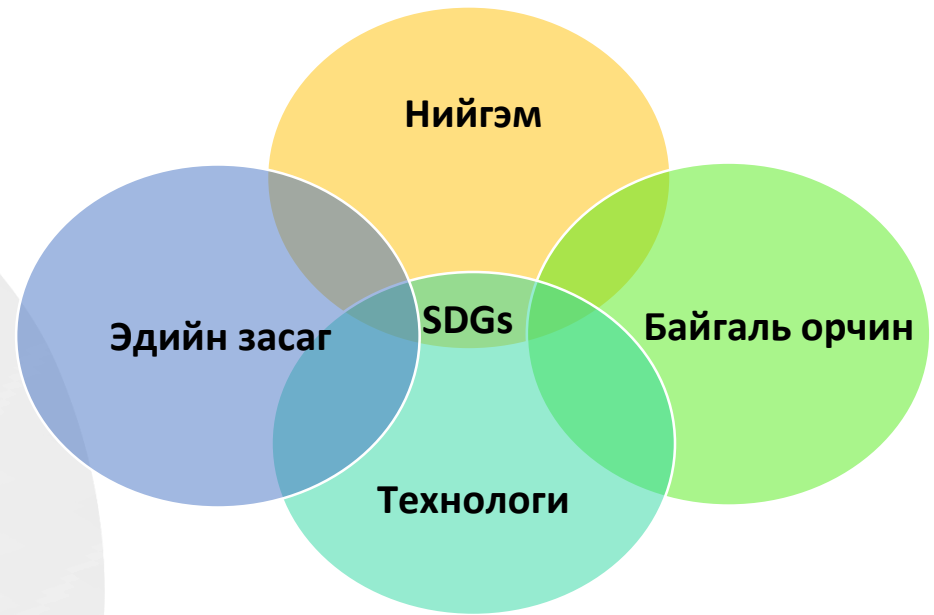 Нийгэм
SDGs
Эдийн засаг
Байгаль орчин
Технологи